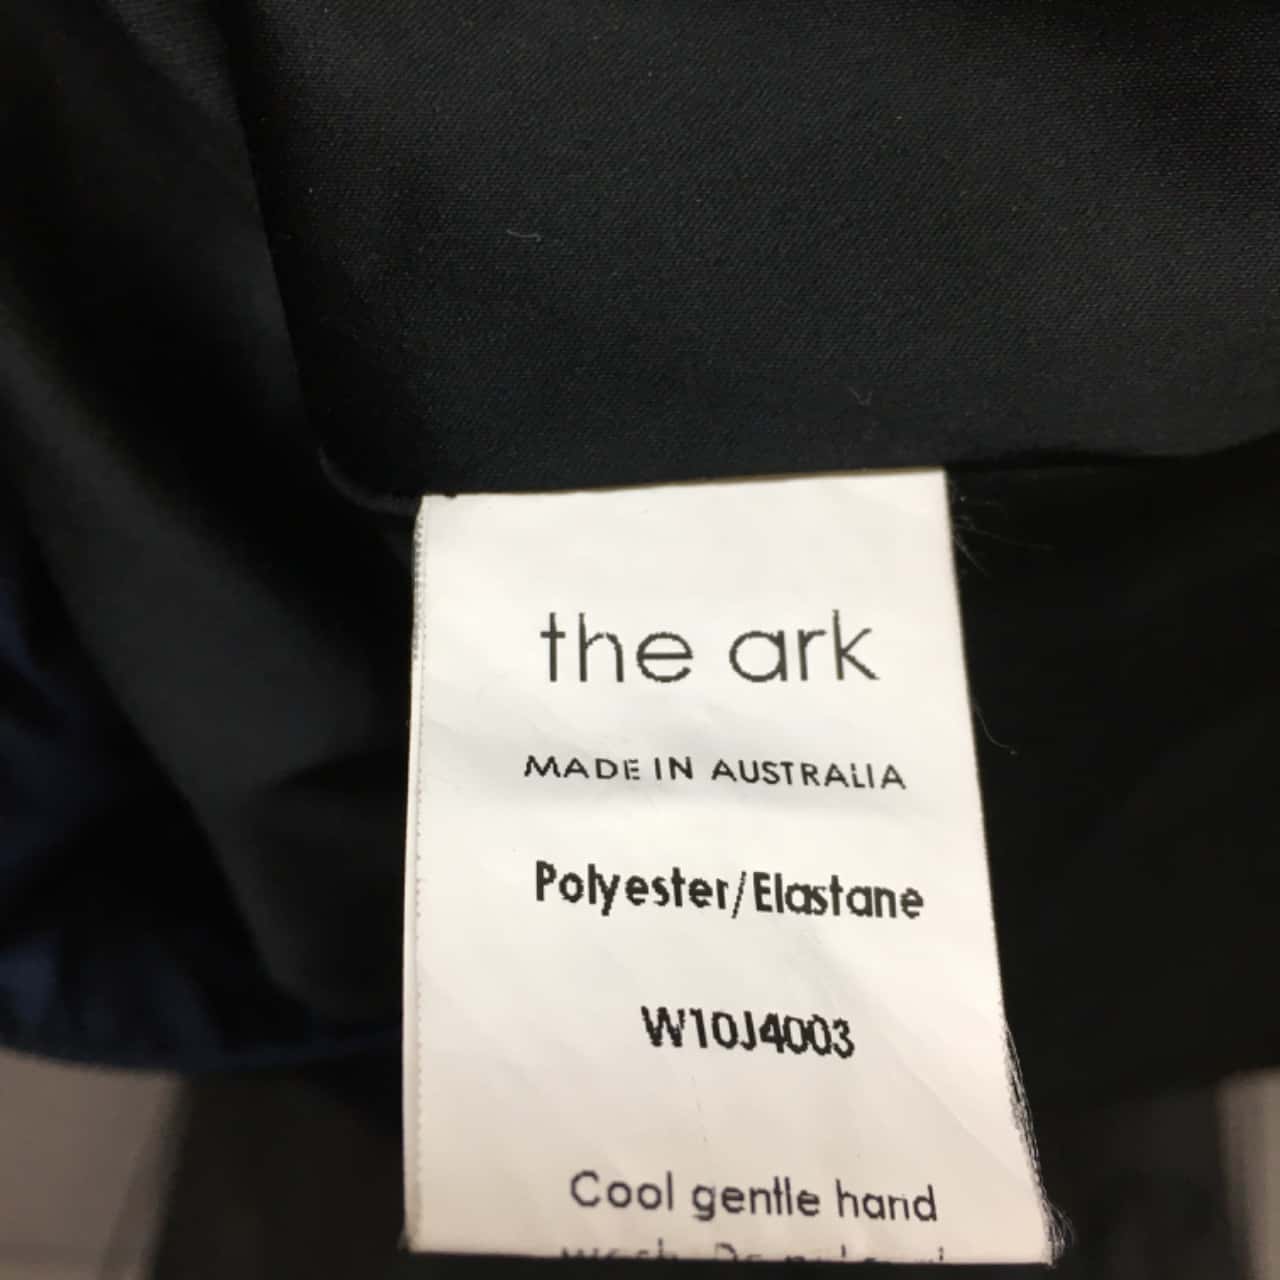 the ark
MADE IN AUSTRALIA
Polyester/Elastane
W10J4003
Cool gentle hand